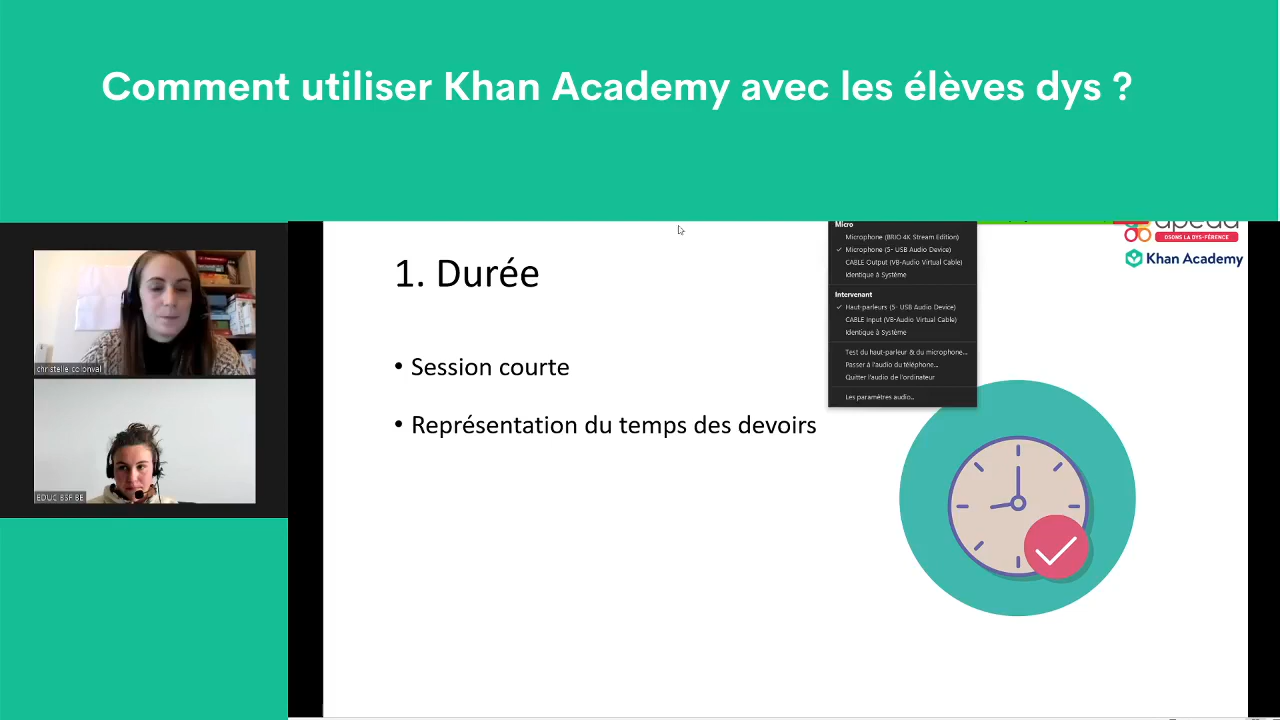 Comment utiliser Khan Academy avec les élèves dys ?
christelle colonval
EDUC BSF BE
1. Durée
• Session courte
• Représentation du temps des devoirs
Micro
Microphone (BRIO 4K Stream Edition)
✓ Microphone (5- USB Audio Device)
CABLE Output (VB-Audio Virtual Cable)
Identique à Système
Intervenant
✓ Haut-parleurs (5- USB Audio Device)
CABLE Input (VB-Audio Virtual Cable)
Identique à Système
Test du haut-parleur & du microphone...
Passer à l'audio du téléphone...
Quitter l'audio de l'ordinateur
Les paramètres audio..
apeda
OSONS LA DYS-FÉRENCE
Khan Academy